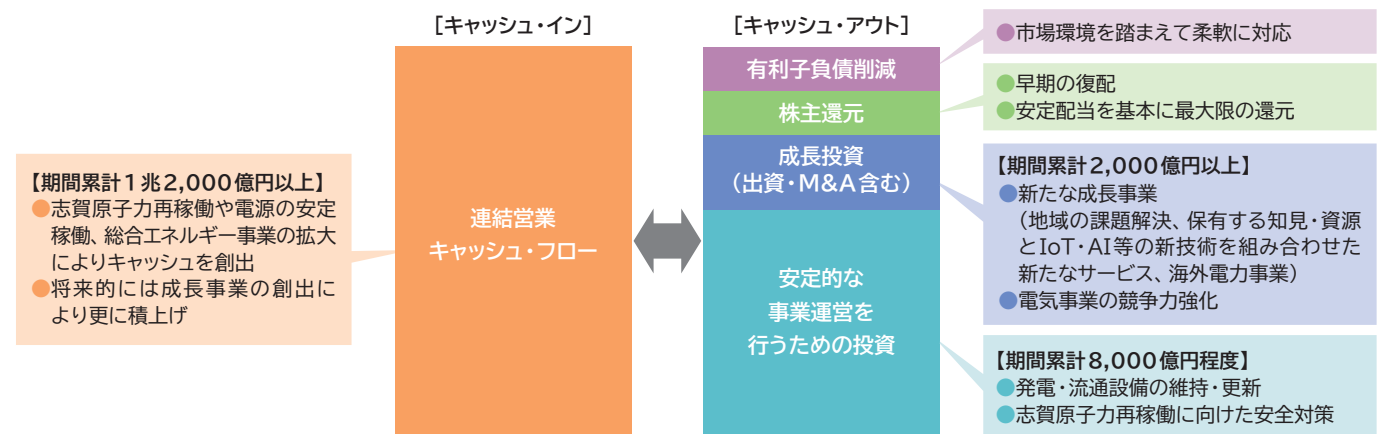 [キャッシュ・イン]
【期間累計1兆2,000億円以上】
●志賀原子力再稼働や電源の安定
稼働、総合エネルギー事業の拡大
によりキャッシュを創出
●将来的には成長事業の創出に
より更に積上げ
連結営業
キャッシュ・フロー
[キャッシュ・アウト]
有利子負債削減
株主還元
成長投資
(出資・M&A含む)
安定的な
事業運営を
行うための投資
●市場環境を踏まえて柔軟に対応
●早期の復配
●安定配当を基本に最大限の還元
【期間累計2,000億円以上】
●新たな成長事業
(地域の課題解決、保有する知見・資源
とIoT・AI等の新技術を組み合わせた
新たなサービス、海外電力事業)
●電気事業の競争力強化
【期間累計8,000億円程度】
●発電・流通設備の維持・更新
●志賀原子力再稼働に向けた安全対策